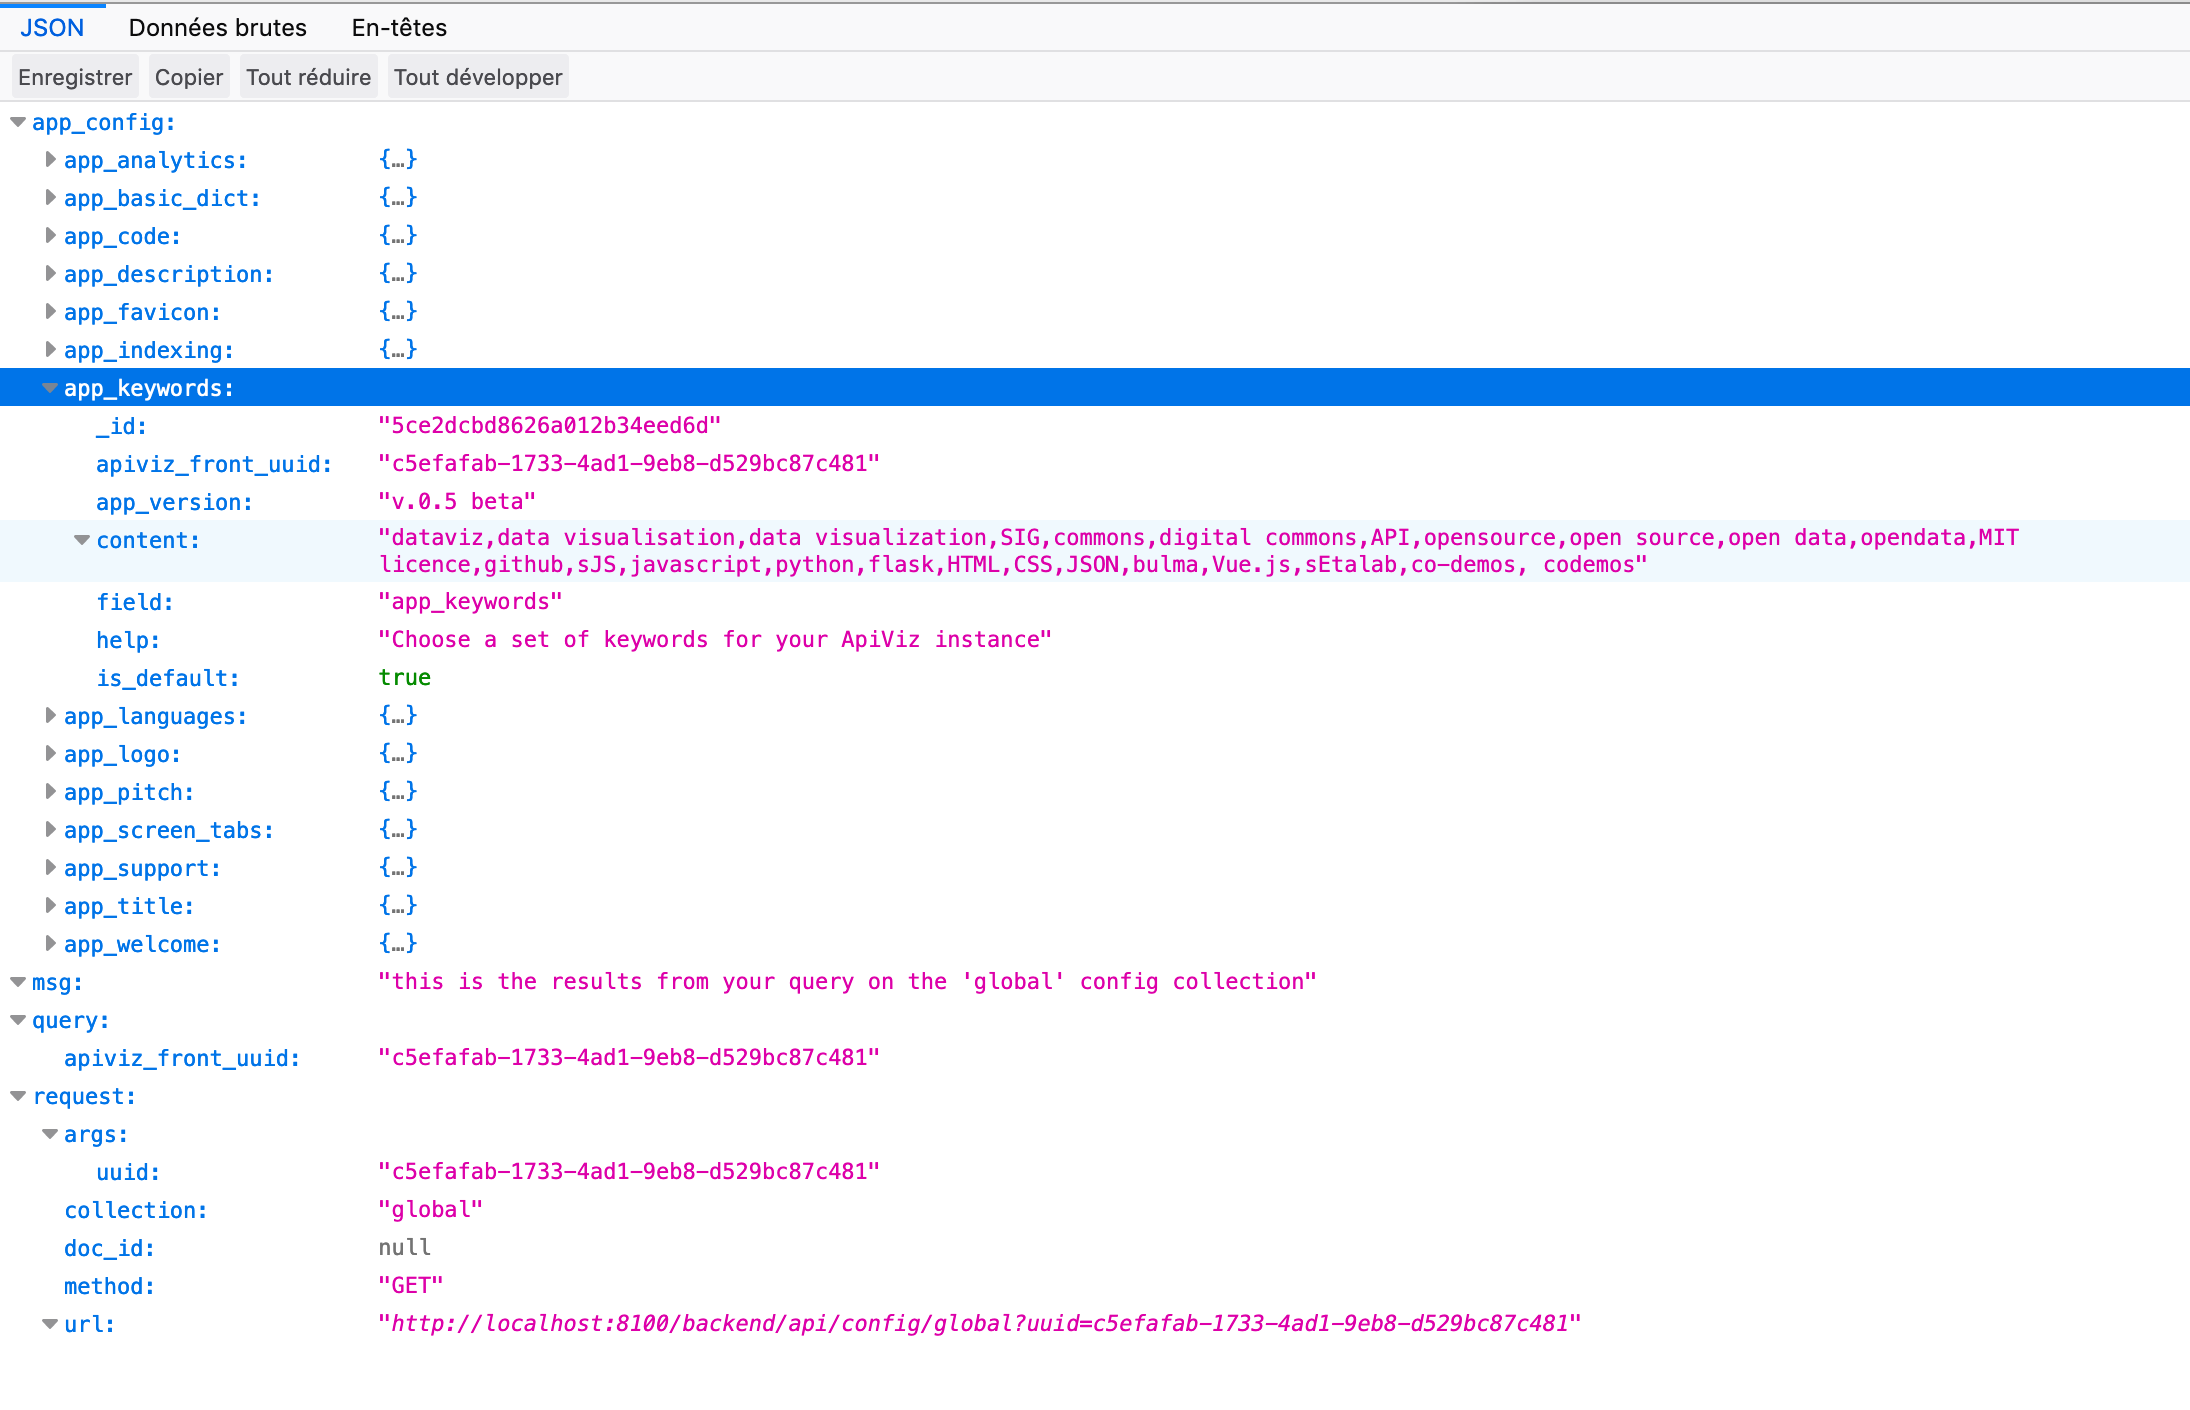 JSON Données brutes En-têtes
Enregistrer Copier Tout réduire Tout développer
app_config:
app_analytics: {…}
app_basic_dict: {…}
app_code: {…}
app_description: {…}
app_favicon: {…}
app_indexing: {…}
app_keywords:
_id: "5ce2dcbd8626a012b34eed6d"
apiviz_front_uuid: "c5efafab-1733-4ad1-9eb8-d529bc87c481"
app_version: "v.0.5 beta"
content: "dataviz,data visualisation,data visualization,SIG,commons,digital commons,API,opensource,open source,open data,opendata,MIT
licence,github,sJS,javascript,python,flask,HTML,CSS,JSON,bulma,Vue.js,sEtalab,co-demos, codemos"
field: "app_keywords"
help: "Choose a set of keywords for your ApiViz instance"
is_default: true
app_languages: {…}
app_logo: {…}
app_pitch: {…}
app_screen_tabs: {…}
app_support: {…}
app_title: {…}
app_welcome: {…}
msg: "this is the results from your query on the 'global' config collection"
query:
apiviz_front_uuid: "c5efafab-1733-4ad1-9eb8-d529bc87c481"
request:
args:
uuid: "c5efafab-1733-4ad1-9eb8-d529bc87c481"
collection: "global"
doc_id: null
method: "GET"
url: "http://localhost:8100/backend/api/config/global?uuid=c5efafab-1733-4ad1-9eb8-d529bc87c481"